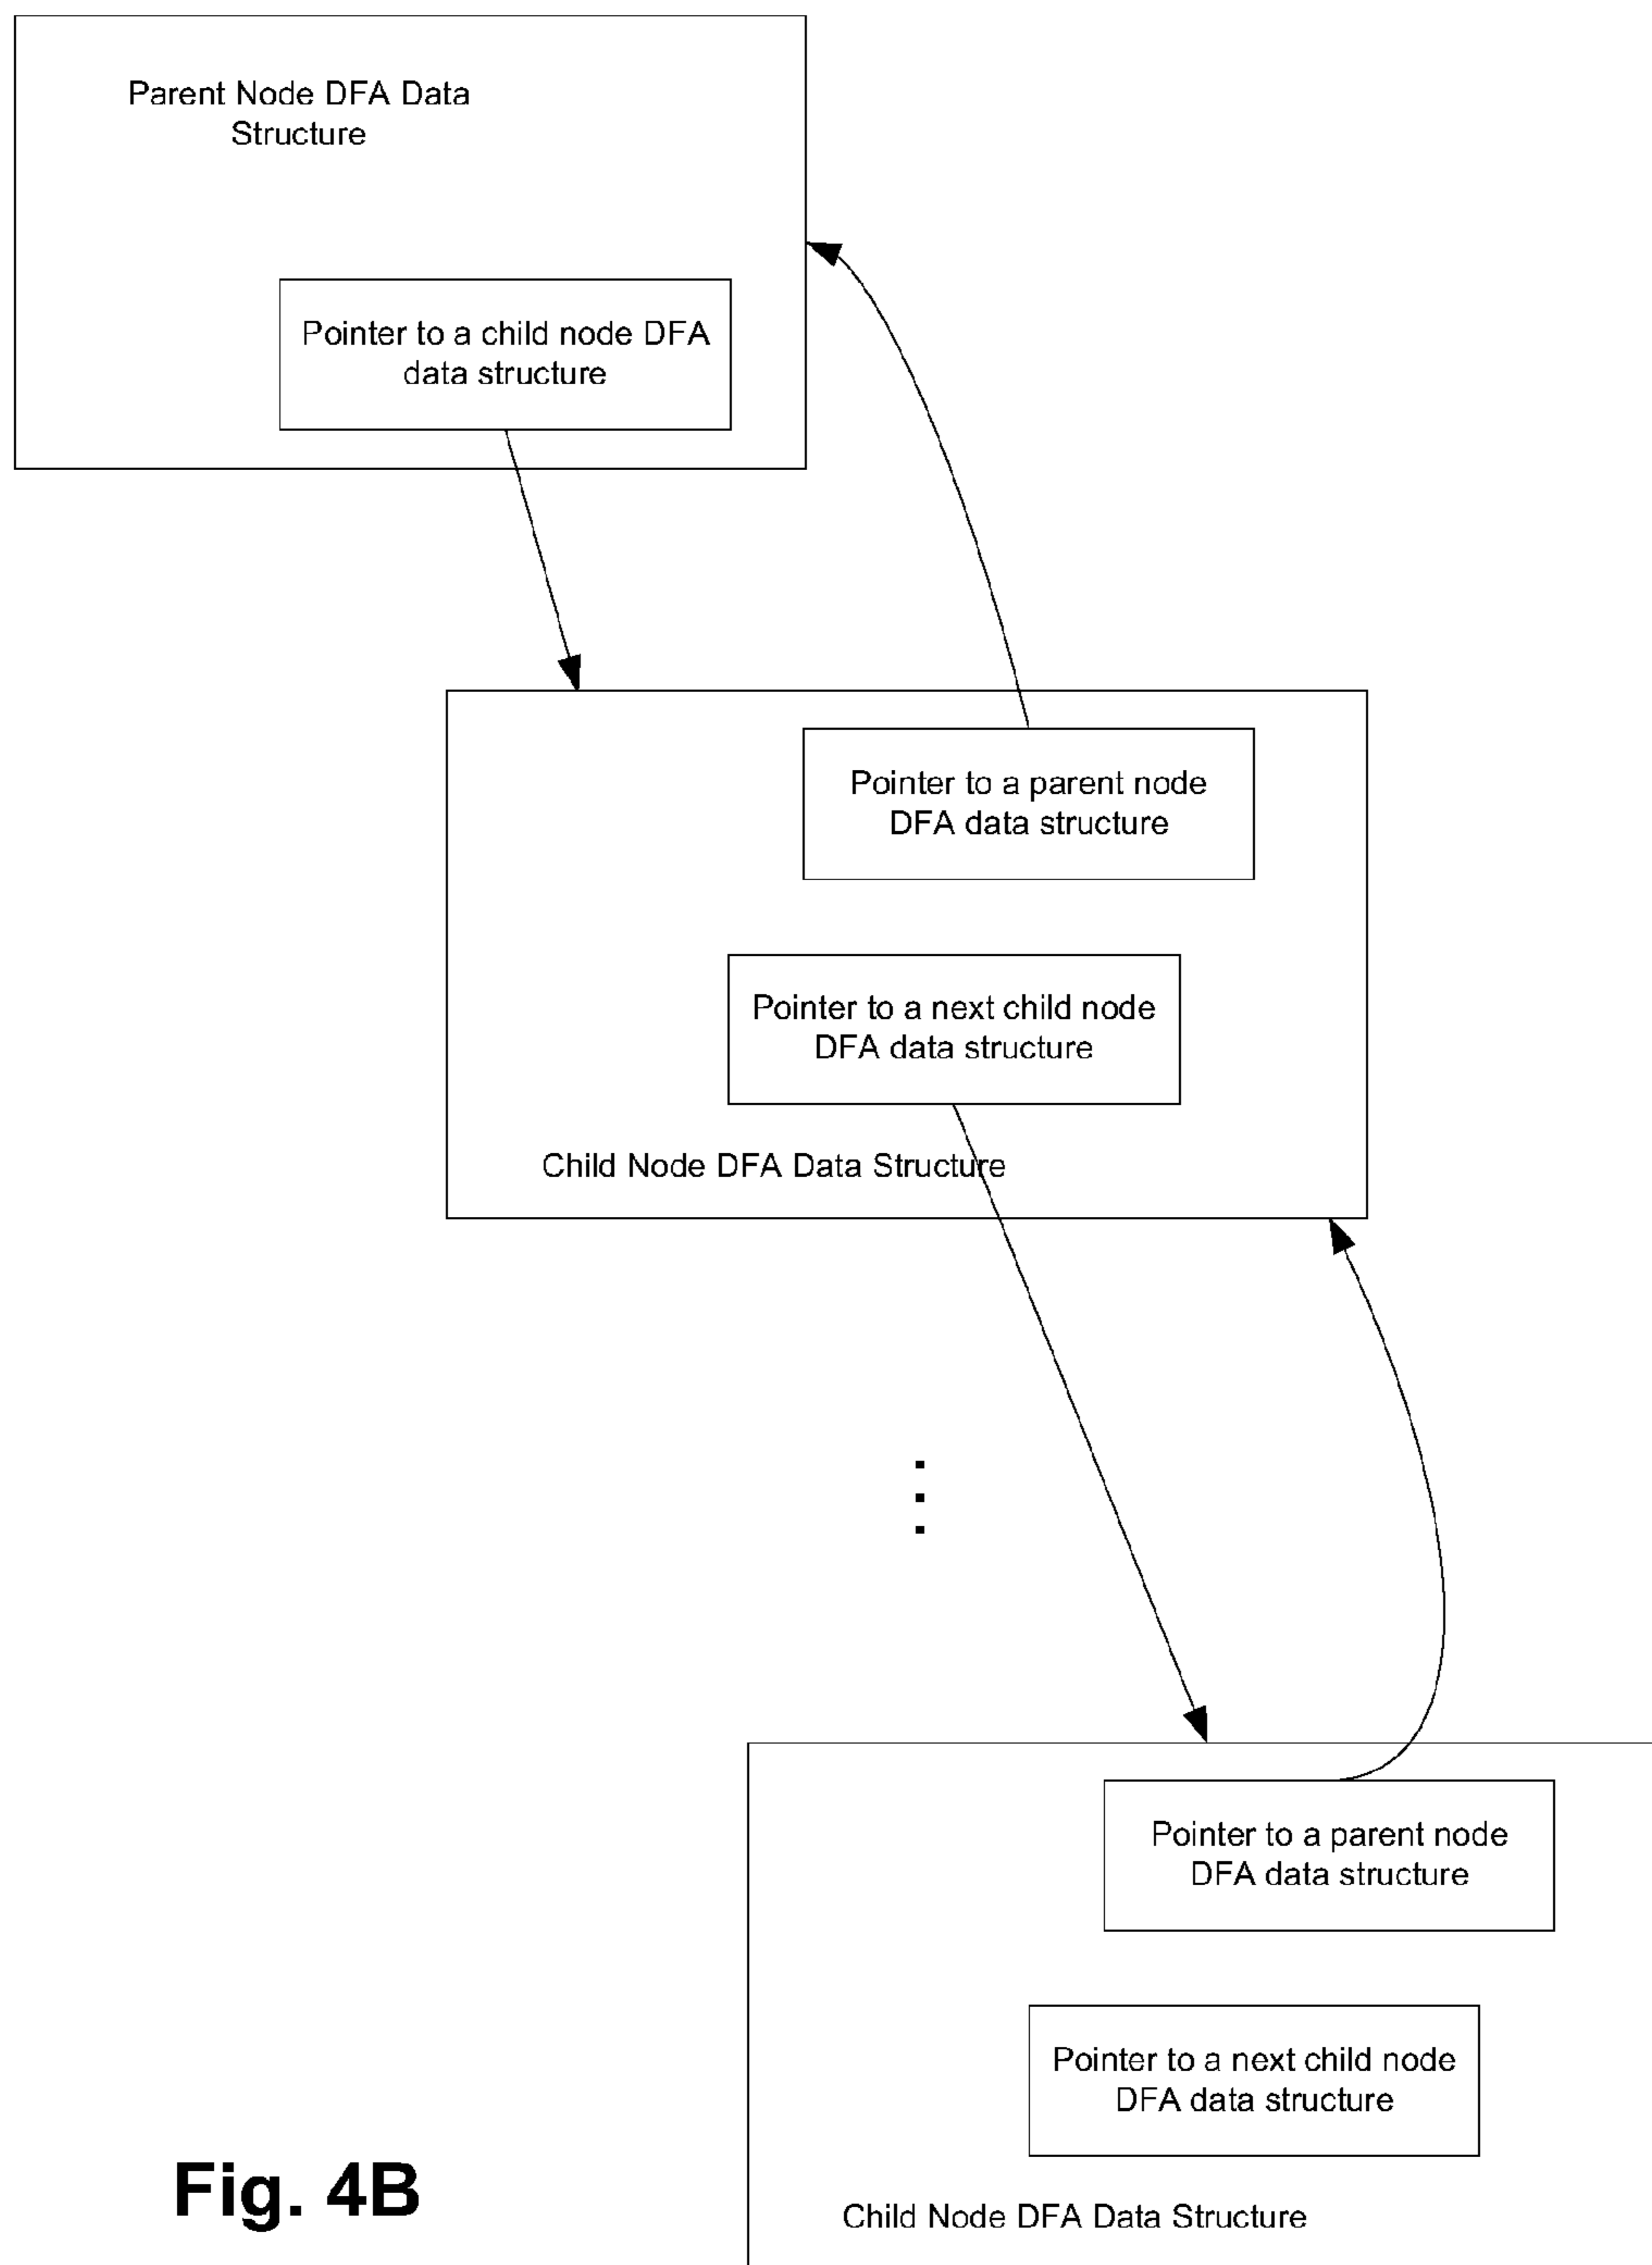 Parent Node DFA Data
Structure
Pointer to a child node DFA
data structure
Pointer to a parent node
DFA data structure
Pointer to a next child node
DFA data structure
Child Node DFA Data Structure
Pointer to a parent node
DFA data structure
Pointer to a next child node
DFA data structure
Child Node DFA Data Structure
Fig. 4B